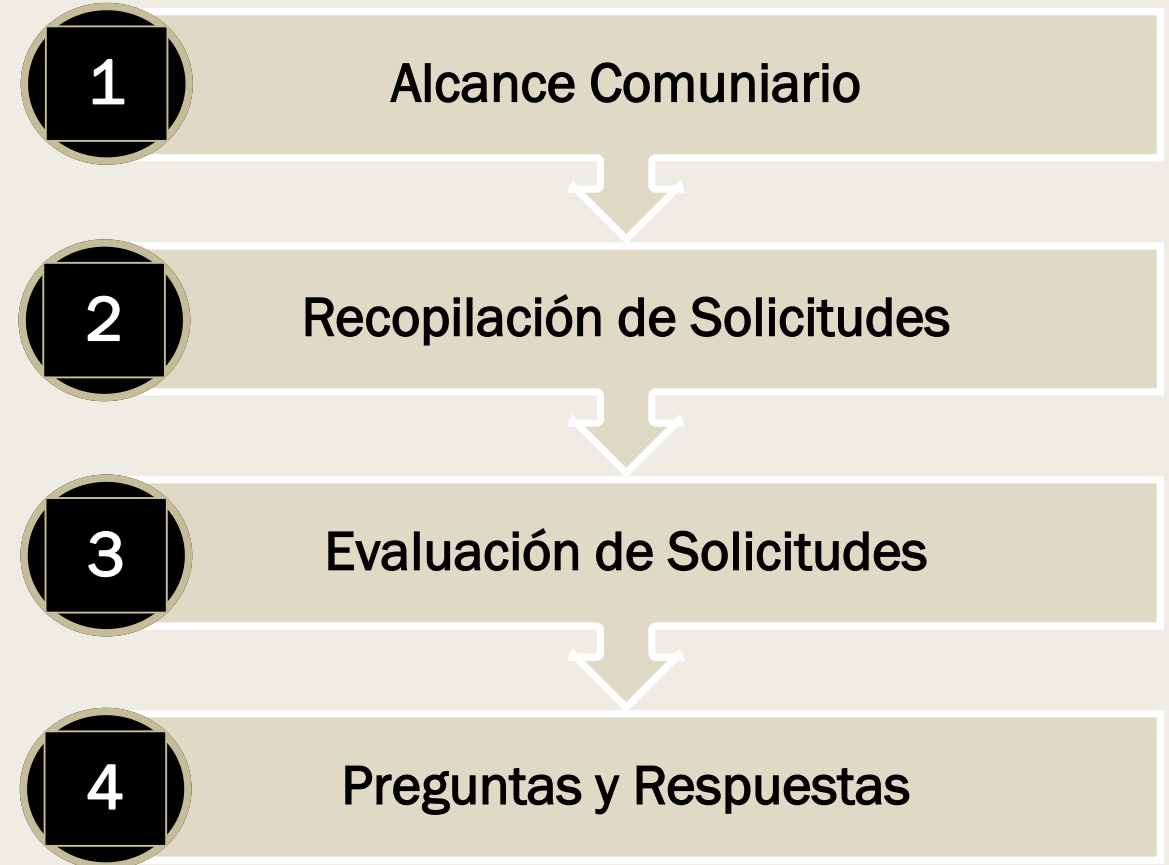 1
Alcance Comuniario
2
Recopilación de Solicitudes
3
Evaluación de Solicitudes
4
Preguntas y Respuestas